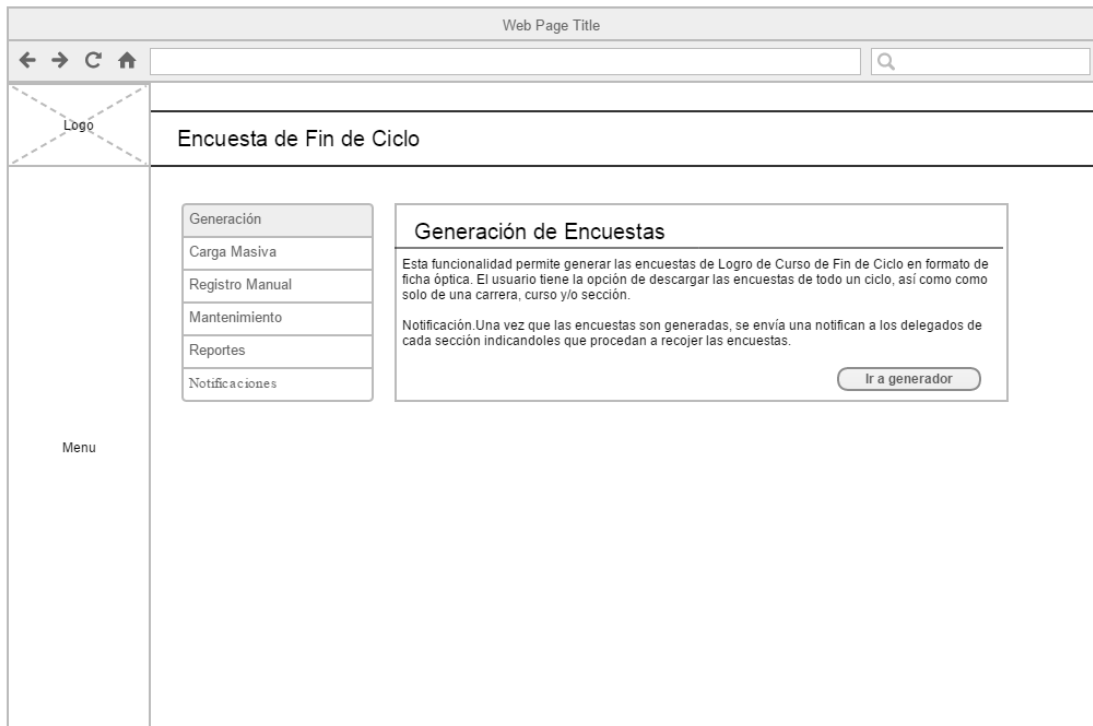 Web Page Title
Logo
Encuesta de Fin de Ciclo
Generación
Carga Masiva
Registro Manual
Mantenimiento
Reportes
Notificaciones
Generación de Encuestas
Esta funcionalidad permite generar las encuestas de Logro de Curso de Fin de Ciclo en formato de
ficha óptica. El usuario tiene la opción de descargar las encuestas de todo un ciclo, así como como
solo de una carrera, curso y/o sección.
Notificación.Una vez que las encuestas son generadas, se envía una notifican a los delegados de
cada sección indicandoles que procedan a recojer las encuestas.
Ir a generador
Menu